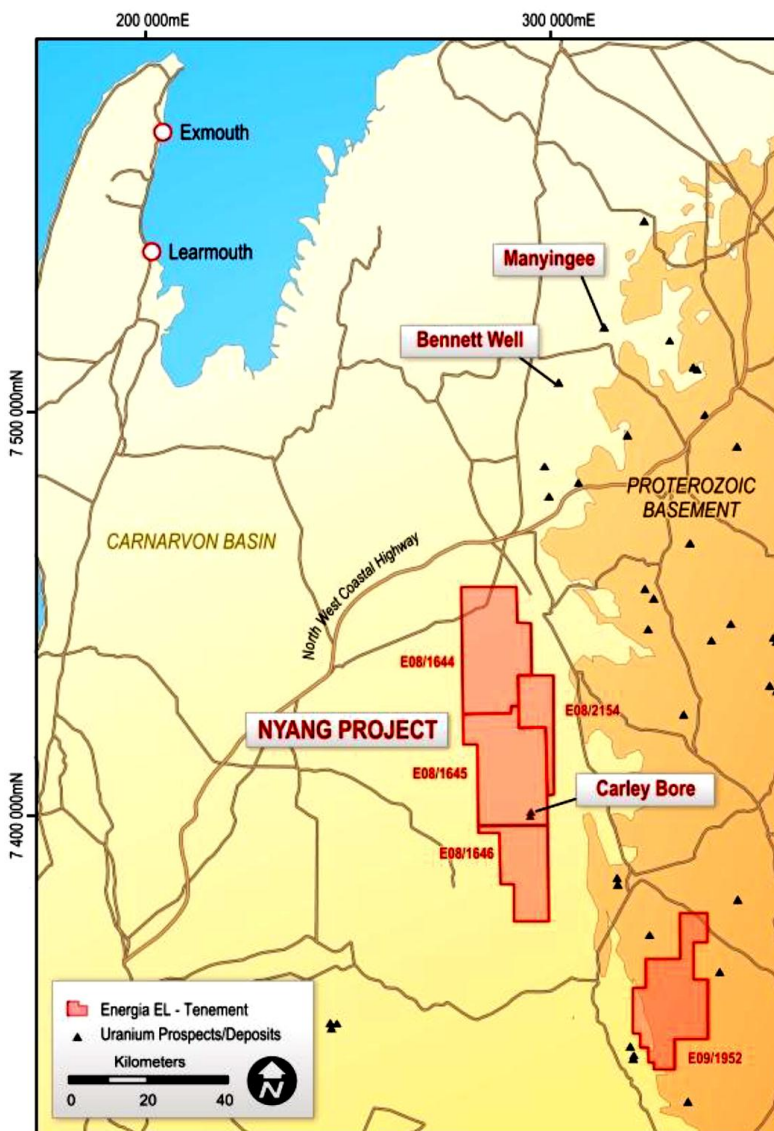 200 000mE
300 000mE
Exmouth
Learmouth
Manyingee
Bennett Well
7 500 000mN
CARNARVON BASIN
North West Coastal Highway
PROTEROZOIC
BASEMENT
E08/1644
E08/2154
NYANG PROJECT
E08/1645
Carley Bore
7 400 000mN
E08/1646
E09/1952
Energia EL - Tenement
Uranium Prospects/Deposits
Kilometers
0 20 40
N